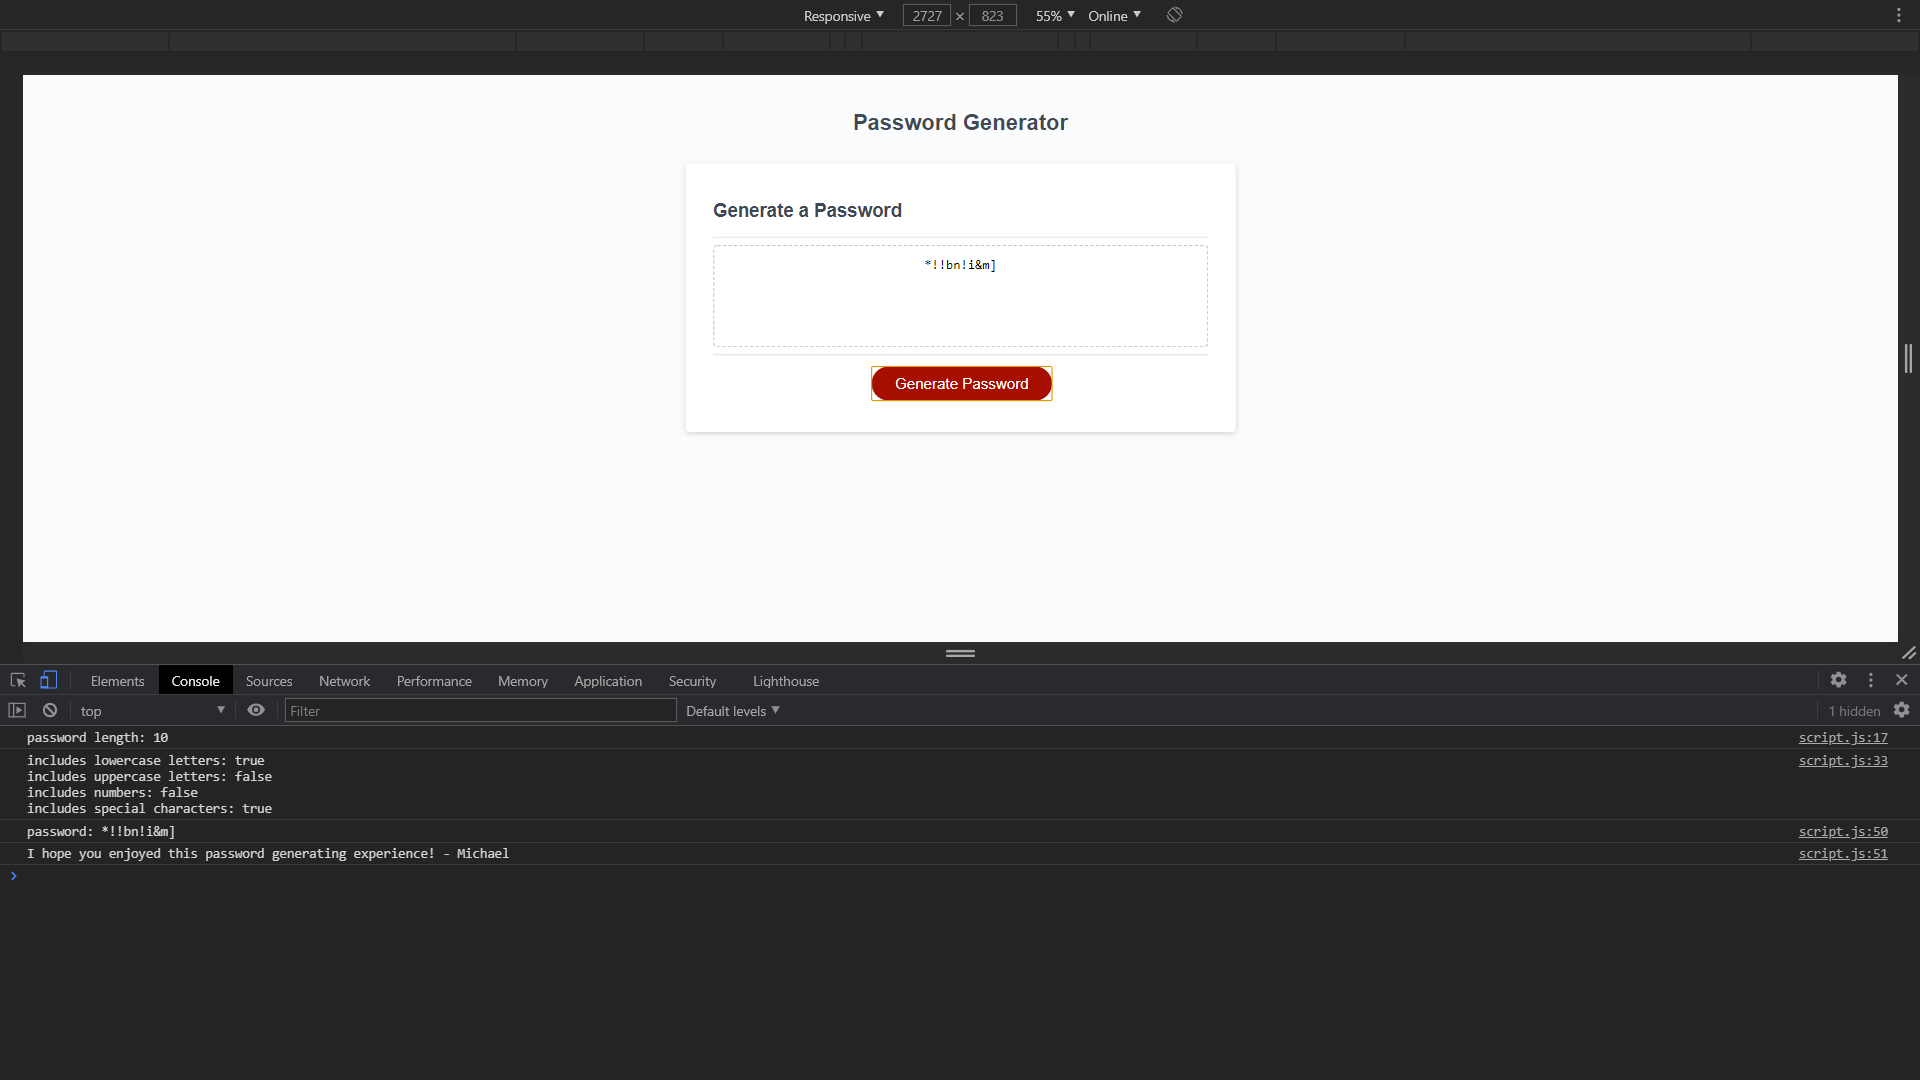 Responsive 2727 × 823 55% Online
Password Generator
Generate a Password
*!!bn!i&m]
Generate Password
Elements Console Sources Network Performance Memory Application Security Lighthouse
top Filter Default levels 1 hidden
password length: 10 script.js:17
includes lowercase letters: true script.js:33
includes uppercase letters: false
includes numbers: false
includes special characters: true
password: *!!bn!i&m] script.js:50
I hope you enjoyed this password generating experience! - Michael script.js:51